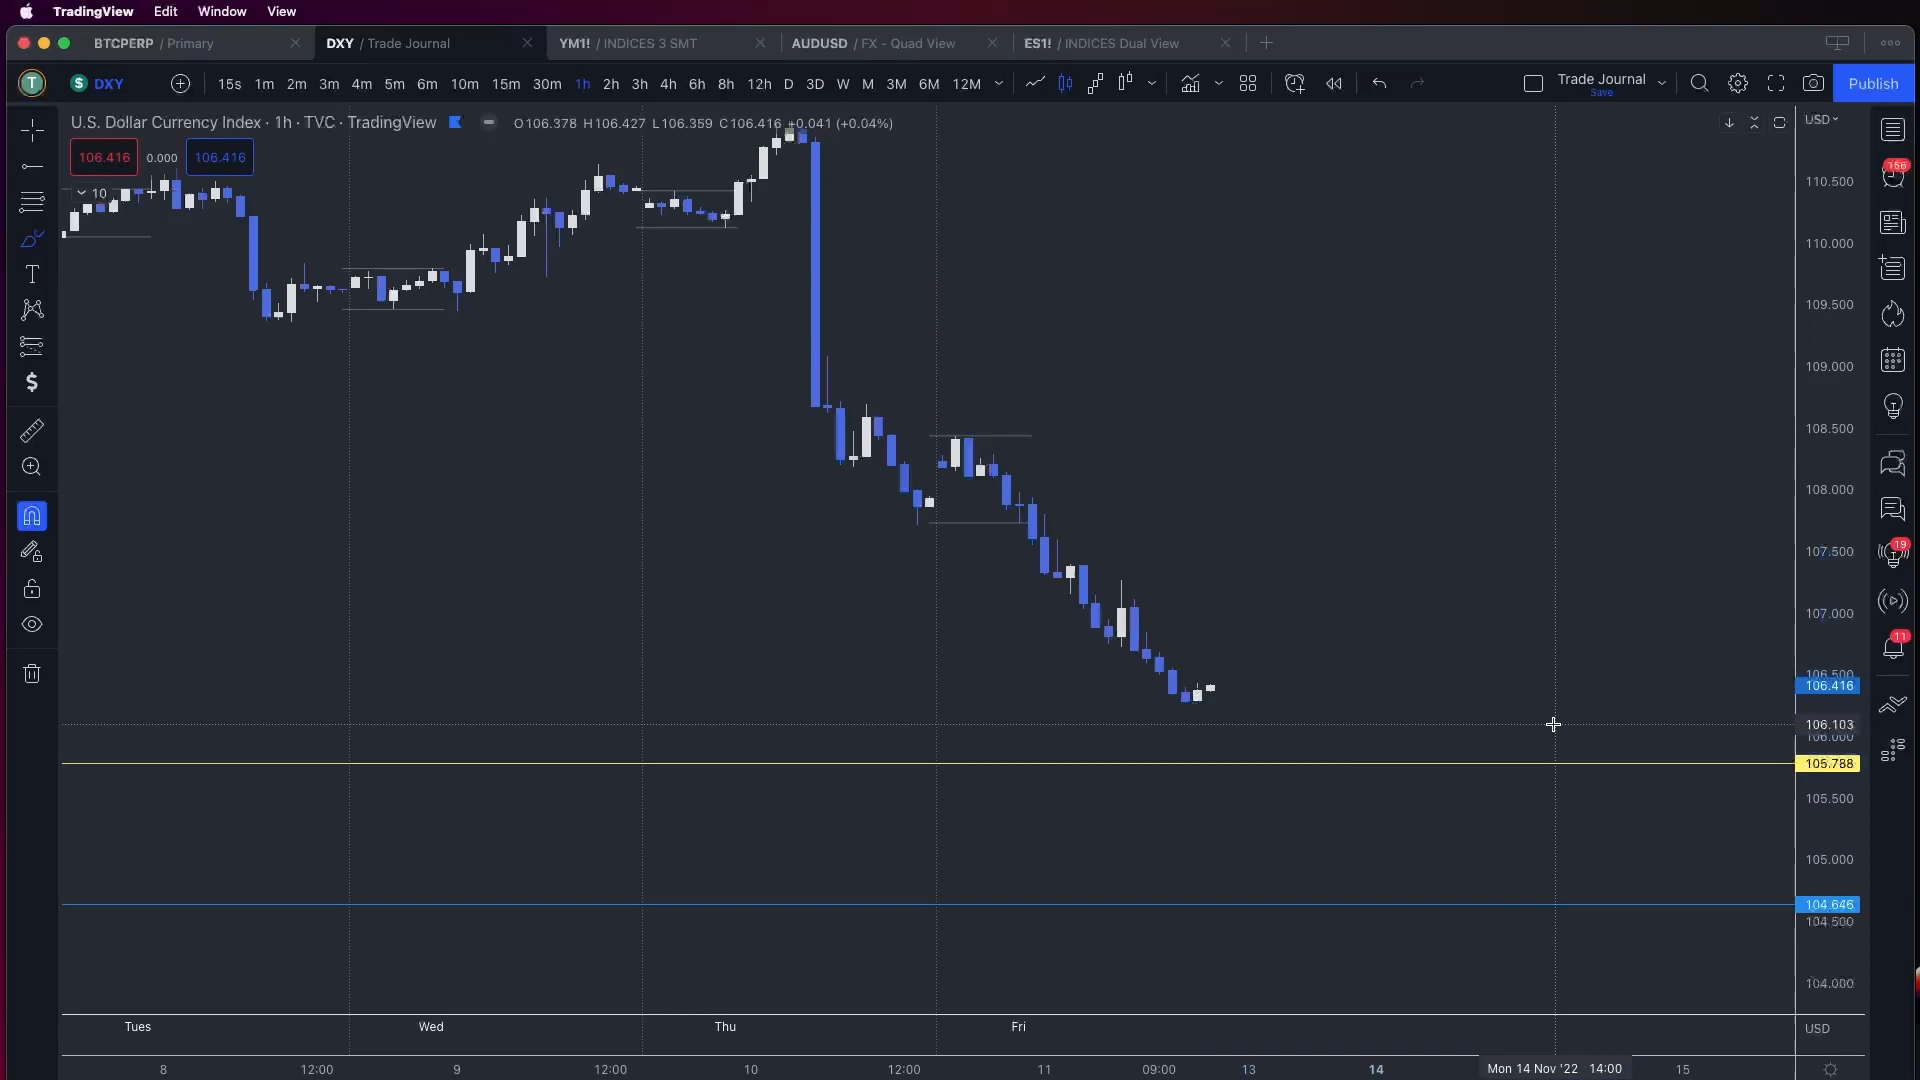 TradingView Edit Window View
BTCPERP / Primary DXY / Trade Journal YM1! / INDICES 3 SMT AUDUSD / FX - Quad View ES1! / INDICES Dual View
T $ DXY 15s 1m 2m 3m 4m 5m 6m 10m 15m 30m 1h 2h 3h 4h 6h 8h 12h D 3D W M 3M 6M 12M Trade Journal Publish
Save
U.S. Dollar Currency Index · 1h · TVC · TradingView O106.378 H106.427 L106.359 C106.416 +0.041 (+0.04%) USD
106.416 0.000 106.416
156
10
110.500
110.000
109.500
109.000
108.500
108.000
107.500
19
107.000
11
106.500
106.416
106.103
106.000
105.788
105.500
105.000
104.646
104.500
104.000
Tues Wed Thu Fri USD
8 12:00 9 12:00 10 12:00 11 09:00 13 14 Mon 14 Nov '22 14:00 15